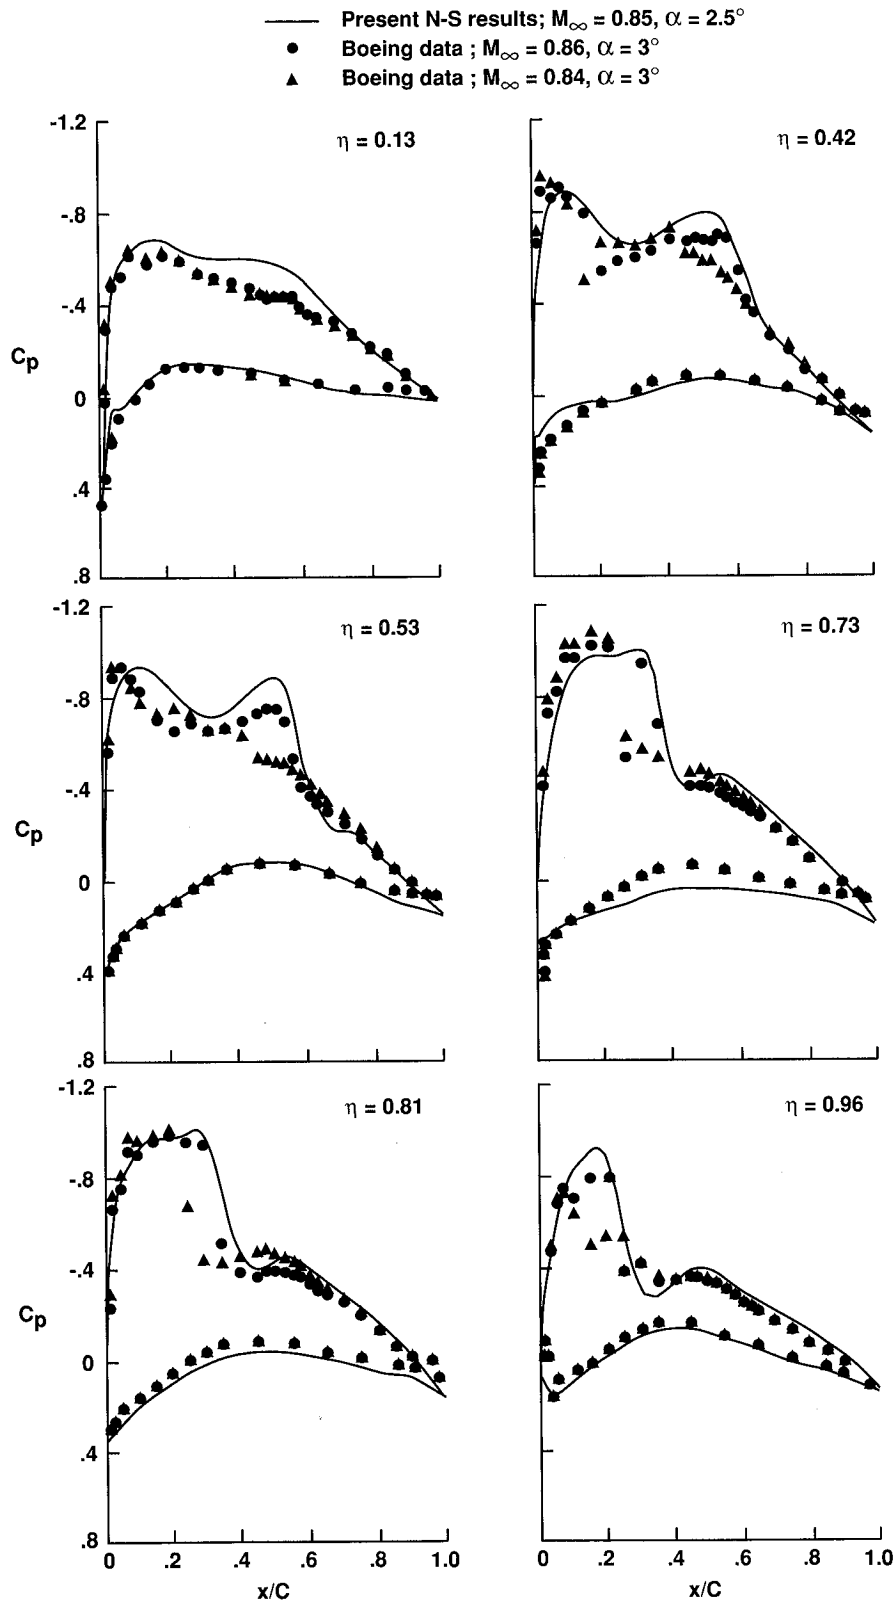 Present N-S results; M∞ = 0.85, α = 2.5°
Boeing data ; M∞ = 0.86, α = 3°
Boeing data ; M∞ = 0.84, α = 3°
-1.2
η = 0.13
η = 0.42
-.8
-.4
Cp
0
.4
.8
-1.2
η = 0.53
η = 0.73
-.8
-.4
Cp
0
.4
.8
-1.2
η = 0.81
η = 0.96
-.8
-.4
Cp
0
.4
.8
0 .2 .4 .6 .8 1.0
0 .2 .4 .6 .8 1.0
x/C
x/C